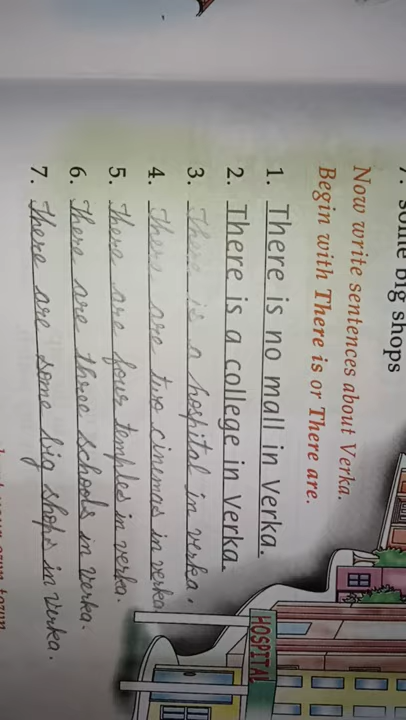 7. some big shops
Now write sentences about Verka.
Begin with There is or There are.
1. There is no mall in Verka.
2. There is a college in Verka.
3. There is a hospital in verka.
4. There are two cinemas in verka
5. There are four temples in verka.
6. There are three schools in verka.
7. There are some big shops in verka.
HOSPITAL
your own town